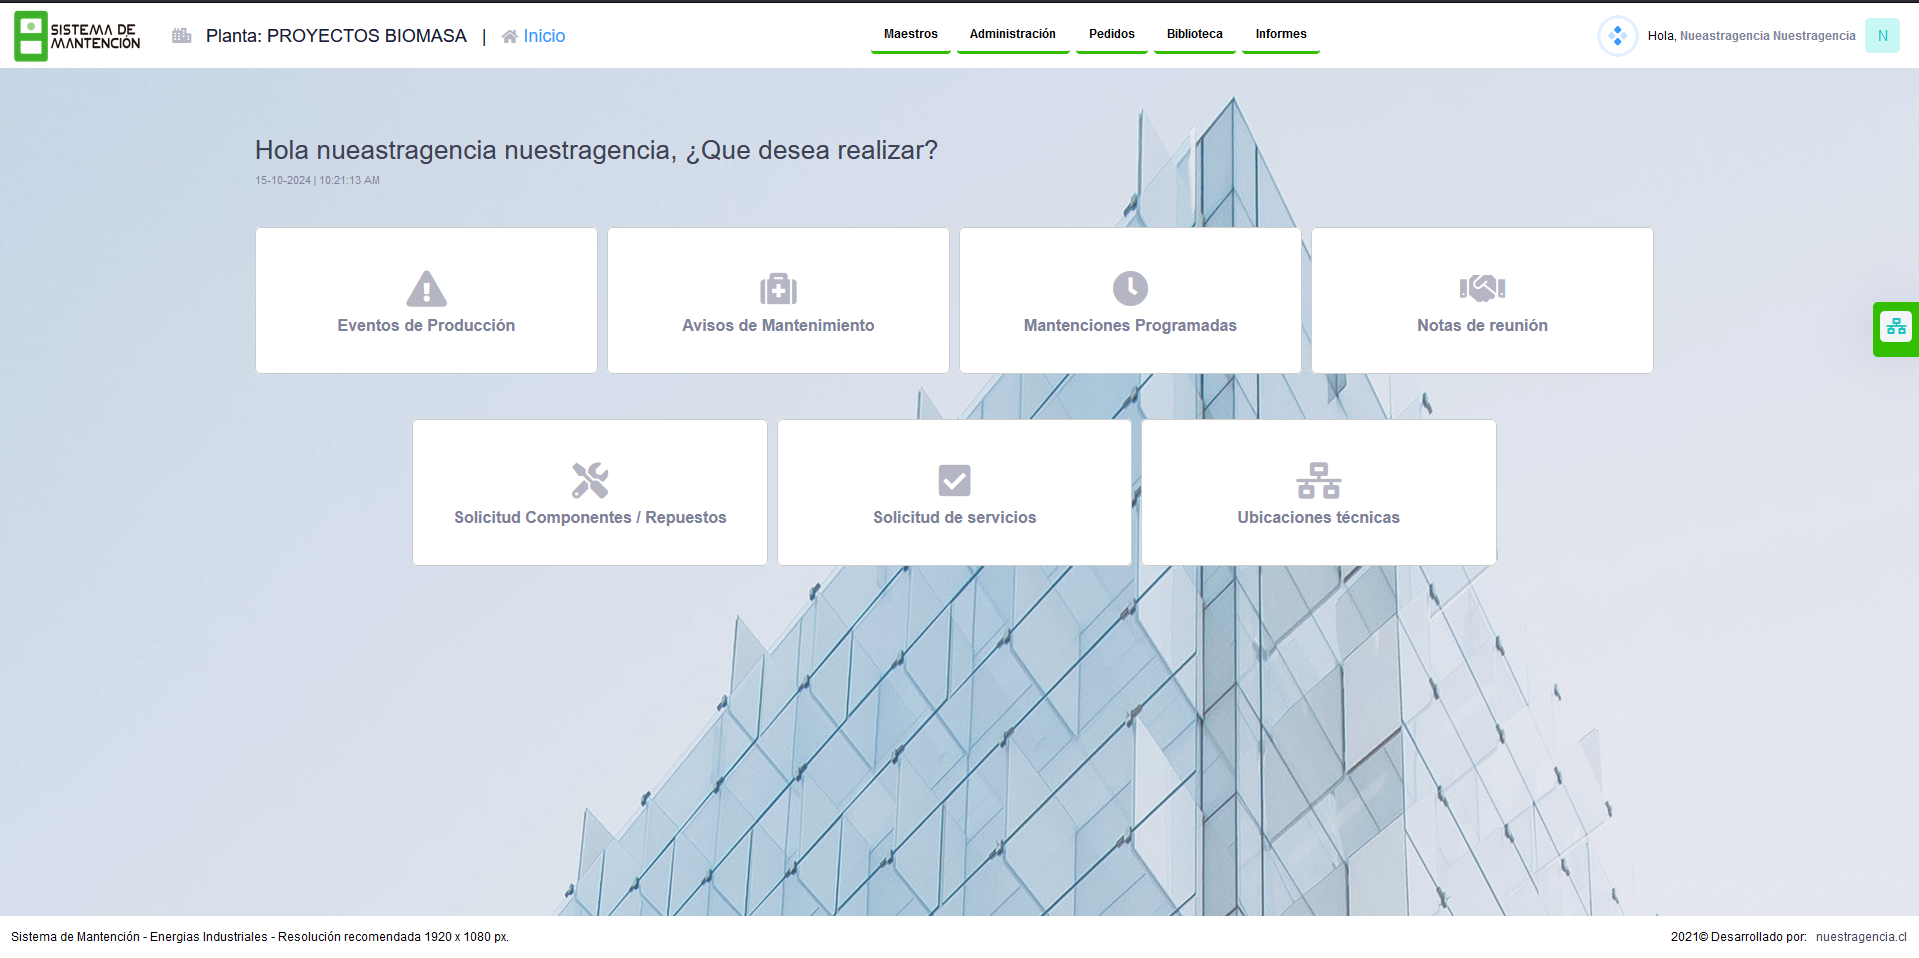 SISTEMA DE
MANTENCIÓN
Planta: PROYECTOS BIOMASA | Inicio
Maestros
Administración
Pedidos
Biblioteca
Informes
Hola, Nueastragencia Nuestragencia
N
Hola nueastragencia nuestragencia, ¿Que desea realizar?
15-10-2024 | 10:21:13 AM
Eventos de Producción
Avisos de Mantenimiento
Mantenciones Programadas
Notas de reunión
Solicitud Componentes / Repuestos
Solicitud de servicios
Ubicaciones técnicas
Sistema de Mantención - Energias Industriales - Resolución recomendada 1920 x 1080 px.
2021© Desarrollado por: nuestragencia.cl